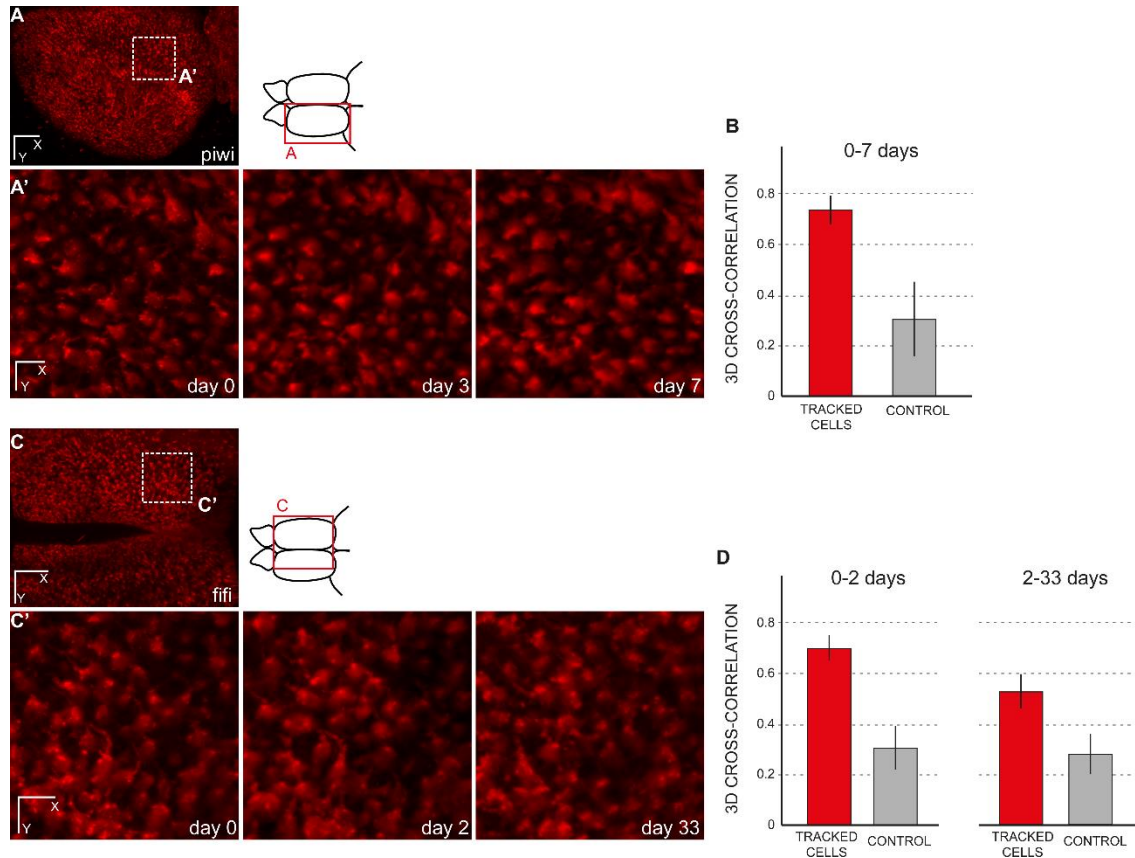 A
A'
X
Y
piwi
A
A'
X
Y
day 0
day 3
day 7
B
0-7 days
3D CROSS-CORRELATION
0.8
0.6
0.4
0.2
0
TRACKED
CELLS
CONTROL
C
C'
X
Y
fifi
C
C'
X
Y
day 0
day 2
day 33
D
0-2 days
2-33 days
3D CROSS-CORRELATION
0.8
0.6
0.4
0.2
0
TRACKED
CELLS
CONTROL
TRACKED
CELLS
CONTROL